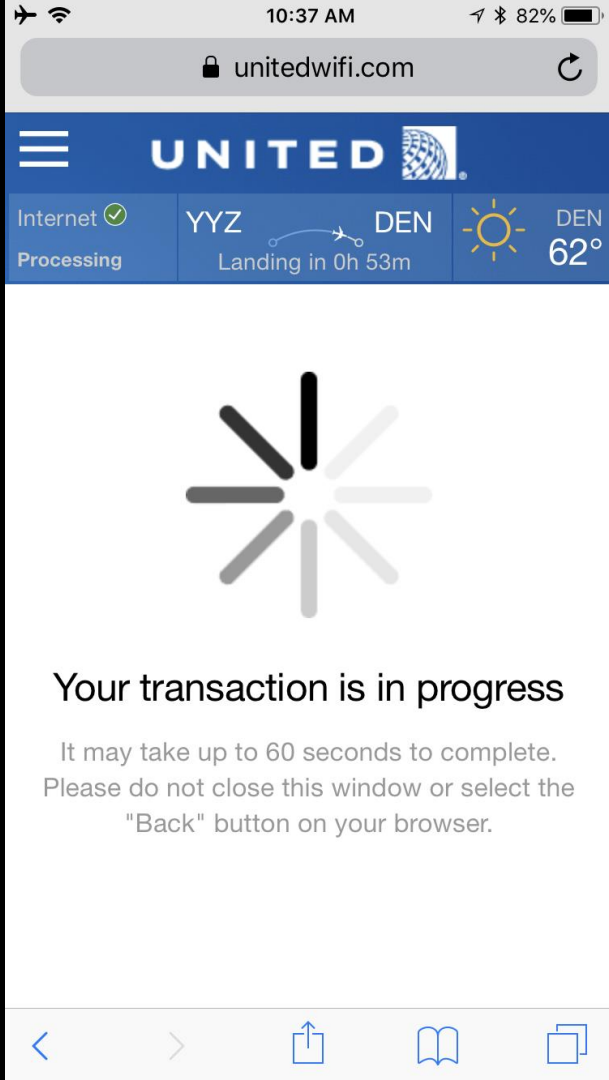 10:37 AM
82%
unitedwifi.com
UNITED
Internet
Processing
YYZ
DEN
Landing in 0h 53m
DEN
62°
Your transaction is in progress
It may take up to 60 seconds to complete.
Please do not close this window or select the
"Back" button on your browser.